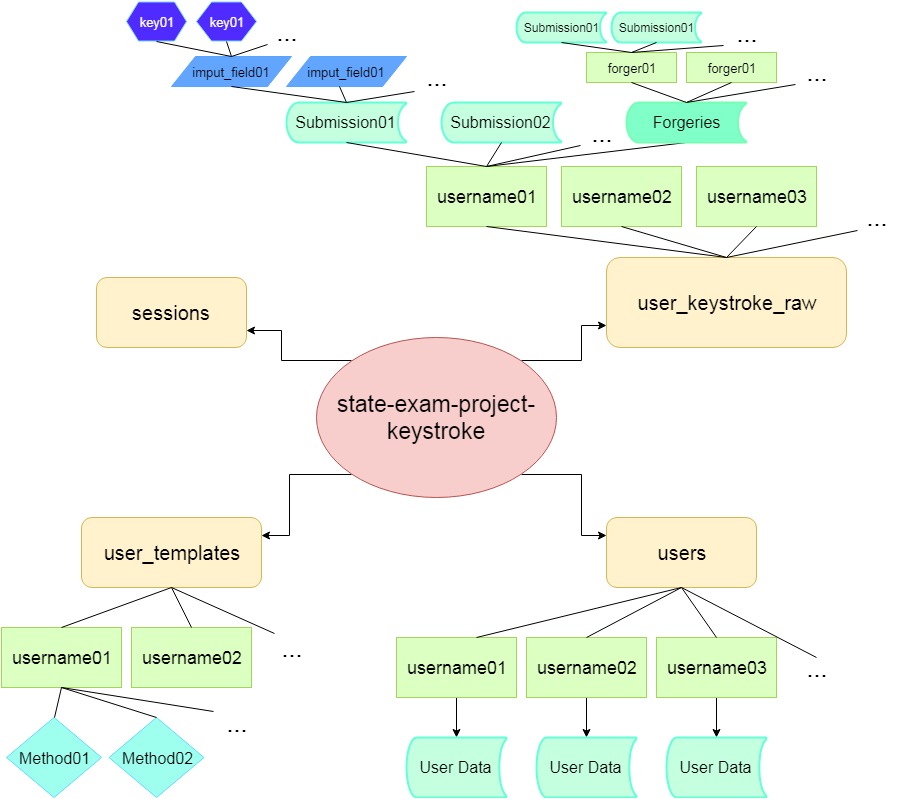 key01 key01 ...
Submission01 Submission01 ...
imput_field01 imput_field01 ...
forger01 forger01 ...
Submission01 Submission02 ... Forgeries
username01 username02 username03 ...
sessions
user_keystroke_raw
state-exam-project-
keystroke
user_templates
users
username01 username02 ...
username01 username02 username03 ...
Method01 Method02 ...
User Data User Data User Data